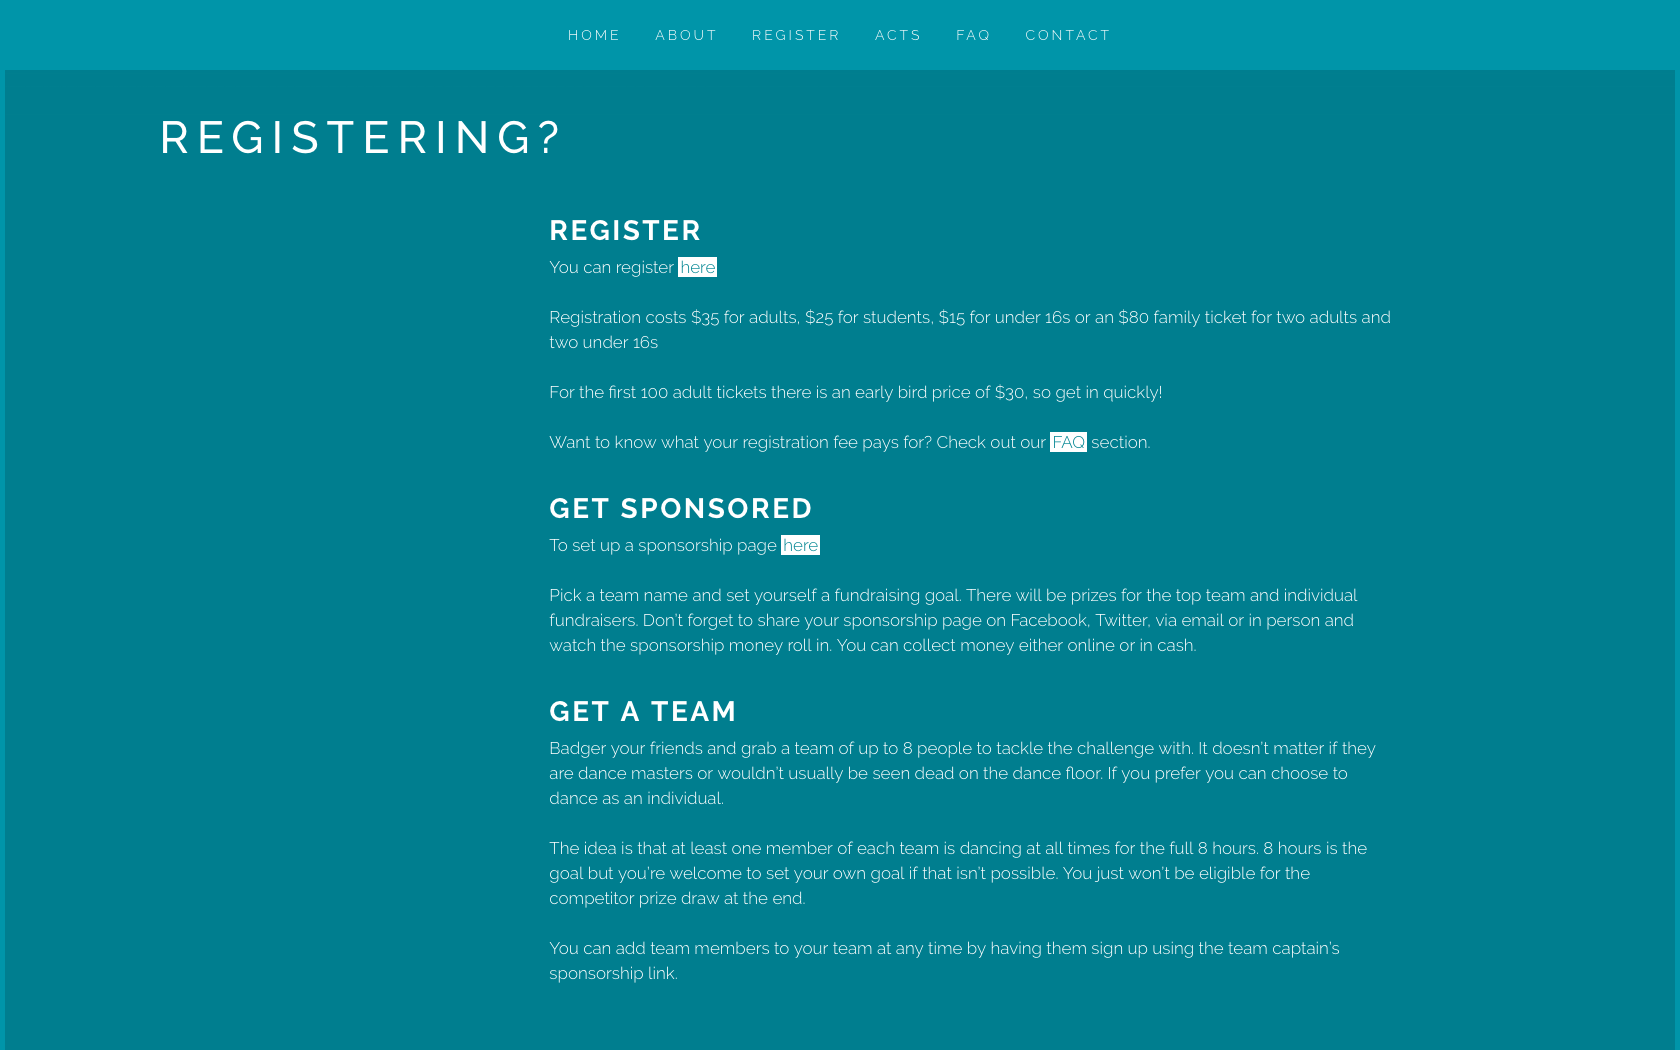 HOME ABOUT REGISTER ACTS FAQ CONTACT
REGISTERING?
REGISTER
You can register here
Registration costs $35 for adults, $25 for students, $15 for under 16s or an $80 family ticket for two adults and
two under 16s
For the first 100 adult tickets there is an early bird price of $30, so get in quickly!
Want to know what your registration fee pays for? Check out our FAQ section.
GET SPONSORED
To set up a sponsorship page here
Pick a team name and set yourself a fundraising goal. There will be prizes for the top team and individual
fundraisers. Don't forget to share your sponsorship page on Facebook, Twitter, via email or in person and
watch the sponsorship money roll in. You can collect money either online or in cash.
GET A TEAM
Badger your friends and grab a team of up to 8 people to tackle the challenge with. It doesn't matter if they
are dance masters or wouldn't usually be seen dead on the dance floor. If you prefer you can choose to
dance as an individual.
The idea is that at least one member of each team is dancing at all times for the full 8 hours. 8 hours is the
goal but you're welcome to set your own goal if that isn't possible. You just won't be eligible for the
competitor prize draw at the end.
You can add team members to your team at any time by having them sign up using the team captain's
sponsorship link.